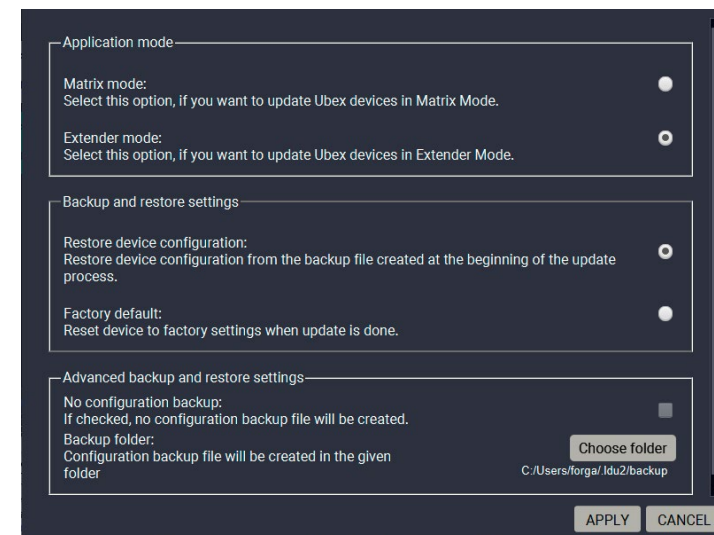 Application mode
Matrix mode:
Select this option, if you want to update Ubex devices in Matrix Mode.
Extender mode:
Select this option, if you want to update Ubex devices in Extender Mode.
Backup and restore settings
Restore device configuration:
Restore device configuration from the backup file created at the beginning of the update
process.
Factory default:
Reset device to factory settings when update is done.
Advanced backup and restore settings
No configuration backup:
If checked, no configuration backup file will be created.
Backup folder:
Configuration backup file will be created in the given
folder
Choose folder
C:/Users/forga/.ldu2/backup
APPLY
CANCEL